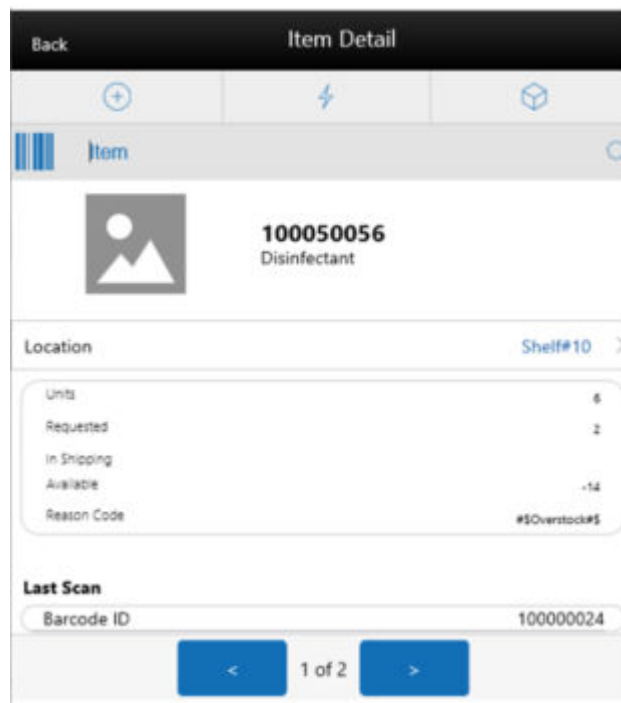 Back Item Detail
Item
100050056
Disinfectant
Location Shelf#10
Units 6
Requested 2
In Shipping
Available -14
Reason Code #$Overstock#$
Last Scan
Barcode ID 100000024
< 1 of 2 >